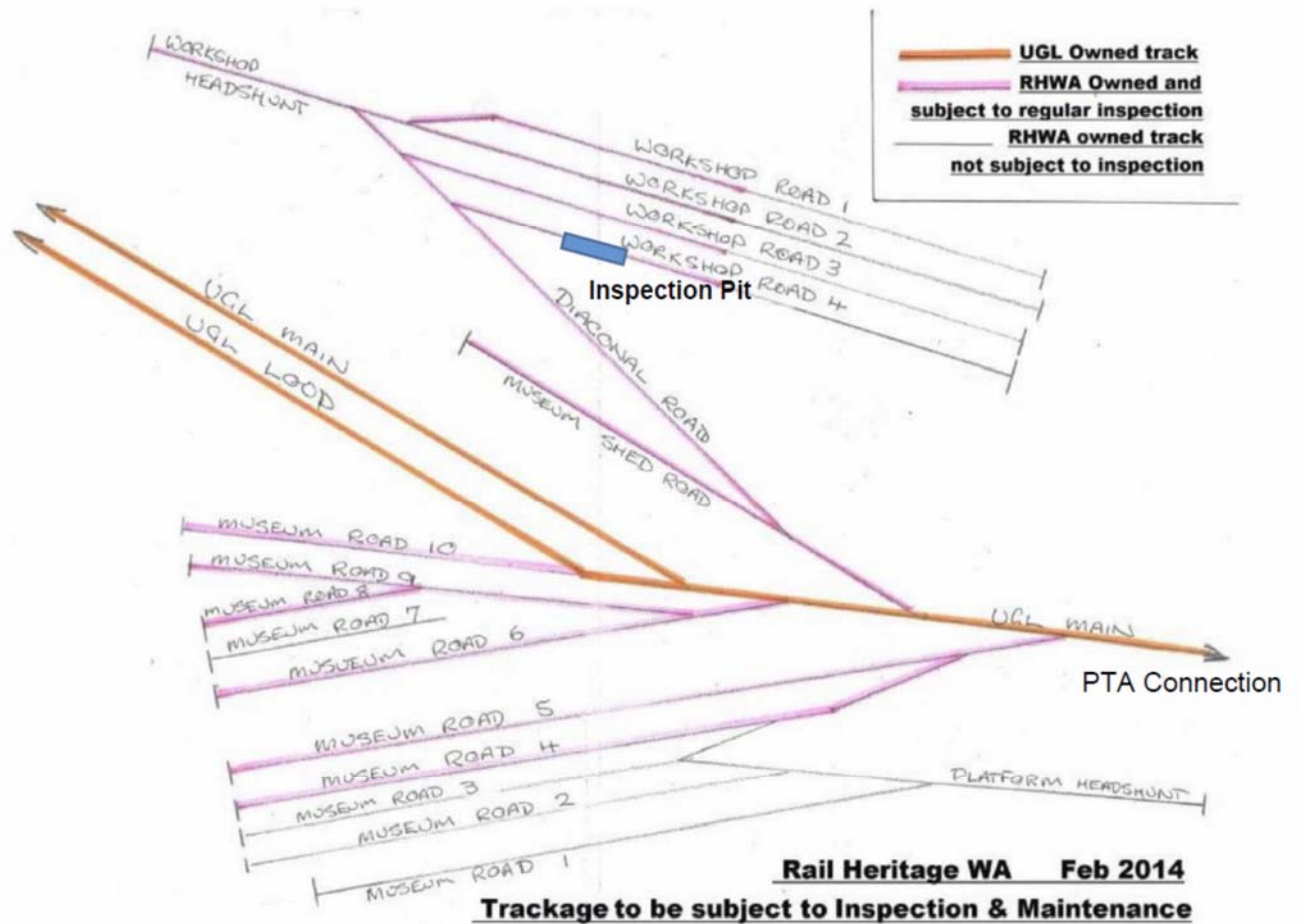 WORKSHOP
HEADSHUNT
UGL Owned track
RHWA Owned and
subject to regular inspection
RHWA owned track
not subject to inspection
WORKSHOP ROAD 1
WORKSHOP ROAD 2
WORKSHOP ROAD 3
WORKSHOP ROAD 4
Inspection Pit
DIAGONAL ROAD
UGL MAIN
UGL LOOP
MUSEUM SHED ROAD
MUSEUM ROAD 10
MUSEUM ROAD 9
MUSEUM ROAD 8
MUSEUM ROAD 7
MUSUEUM ROAD 6
UGL MAIN
PTA Connection
MUSEUM ROAD 5
MUSEUM ROAD 4
MUSEUM ROAD 3
MUSEUM ROAD 2
MUSEUM ROAD 1
PLATFORM HEADSHUNT
Rail Heritage WA Feb 2014
Trackage to be subject to Inspection & Maintenance